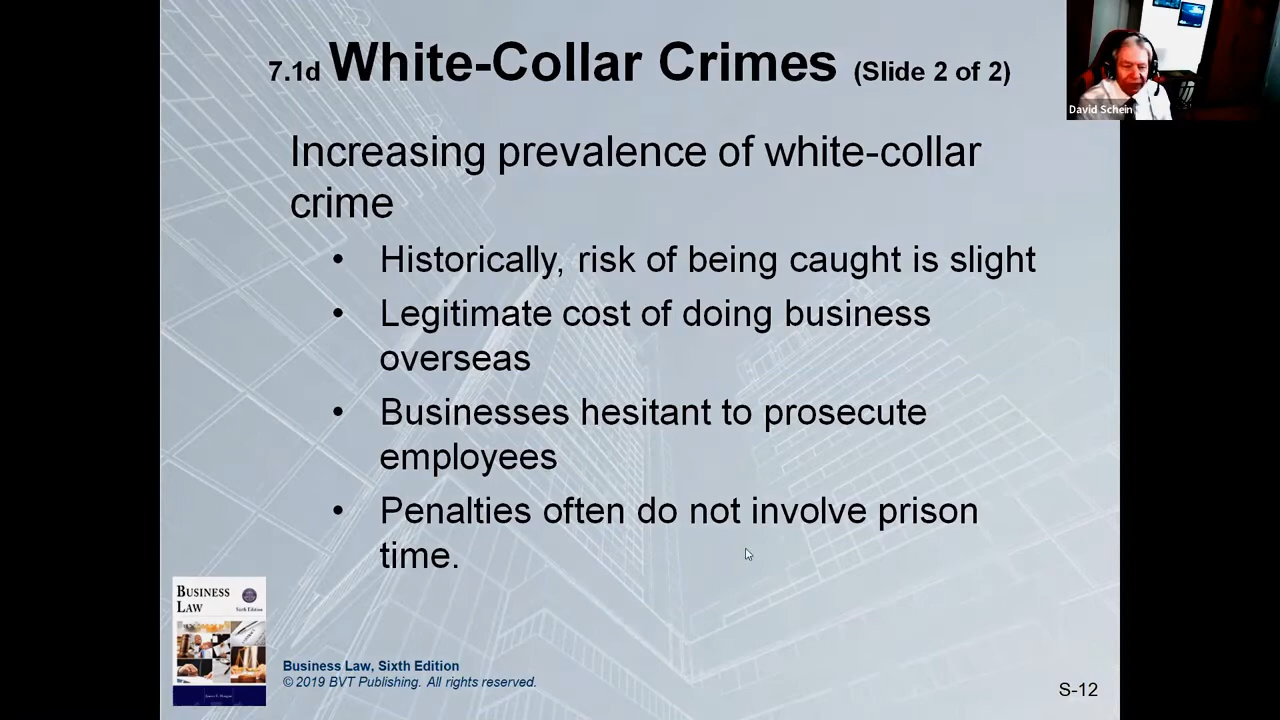 7.1d White-Collar Crimes (Slide 2 of 2)
David Schein
Increasing prevalence of white-collar
crime
• Historically, risk of being caught is slight
• Legitimate cost of doing business
overseas
• Businesses hesitant to prosecute
employees
• Penalties often do not involve prison
time.
BUSINESS
LAW
Sixth Edition
Business Law, Sixth Edition
© 2019 BVT Publishing. All rights reserved.
S-12